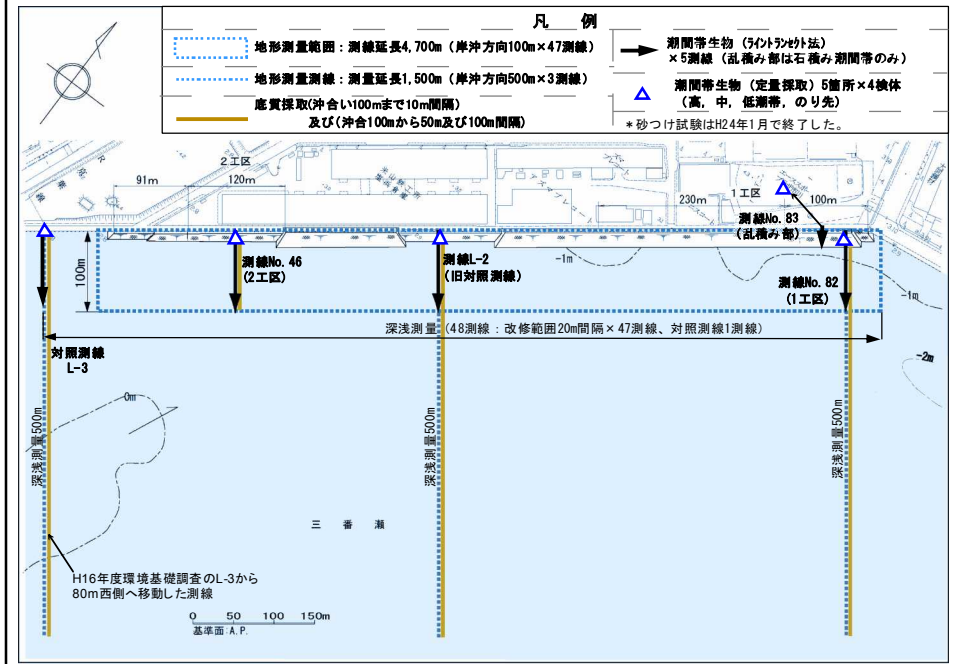 凡 例
地形測量範囲：測線延長4,700m（岸沖方向100m×47測線）
地形測量測線：測量延長1,500m（岸沖方向500m×3測線）
底質採取(沖合い100mまで10m間隔)
及び(沖合100mから50m及び100m間隔)
潮間帯生物（ライントランセクト法）
×5測線（乱積み部は石積み潮間帯のみ）
潮間帯生物（定量採取）5箇所×4検体
（高，中，低潮帯，のり先）
*砂つけ試験はH24年1月で終了した。
2工区
91m
120m
1工区
230m
100m
測線No.83
(乱積み部)
100m
測線No.46
(2工区)
測線L-2
(旧対照測線)
-1m
測線No.82
(1工区)
-1m
深浅測量（48測線：改修範囲20m間隔×47測線、対照測線1測線）
対照測線
L-3
-2m
0m
深浅測量500m
深浅測量500m
深浅測量500m
三 番 瀬
H16年度環境基礎調査のL-3から
80m西側へ移動した測線
0 50 100 150m
基準面:A.P.